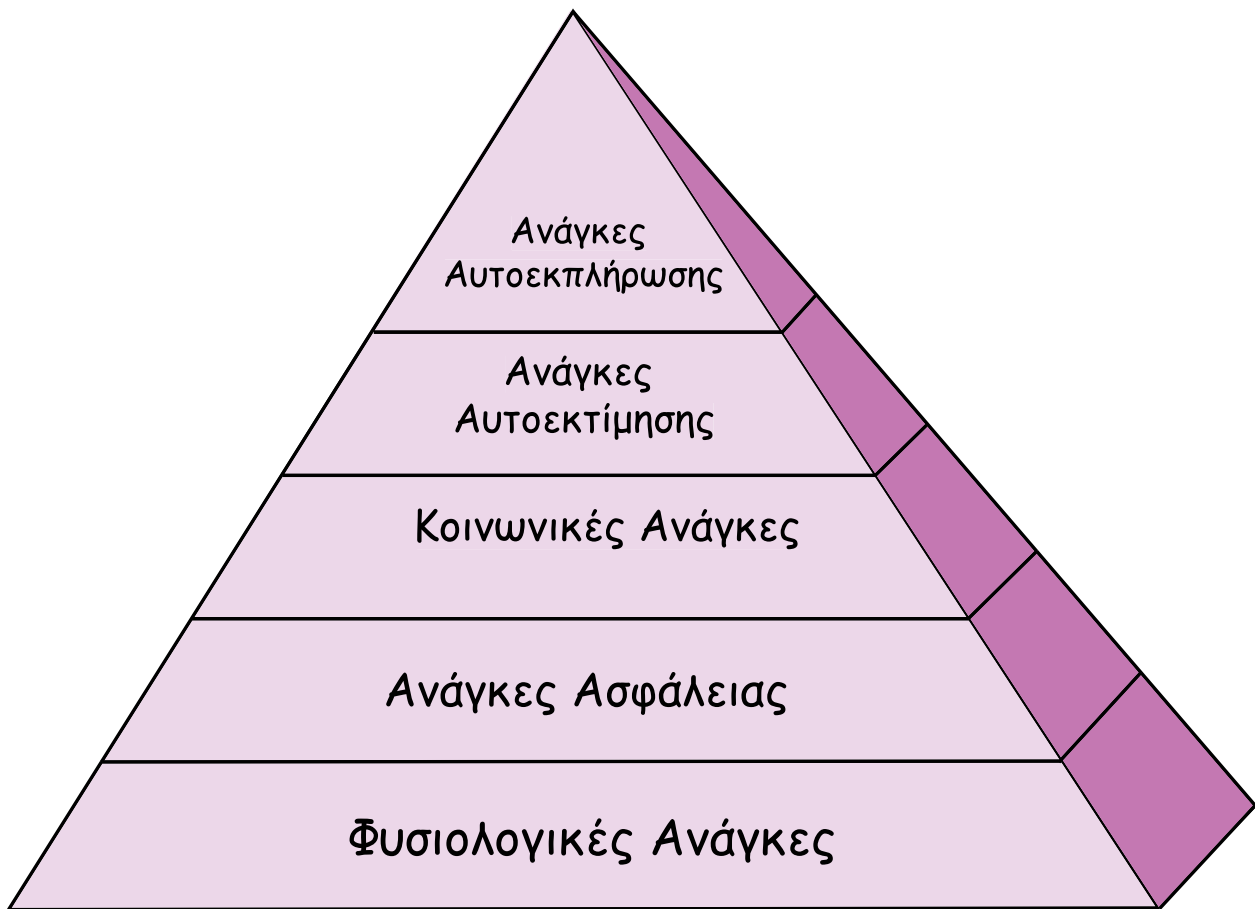 Ανάγκες
Αυτοεκπλήρωσης
Ανάγκες
Αυτοεκτίμησης
Κοινωνικές Ανάγκες
Ανάγκες Ασφάλειας
Φυσιολογικές Ανάγκες